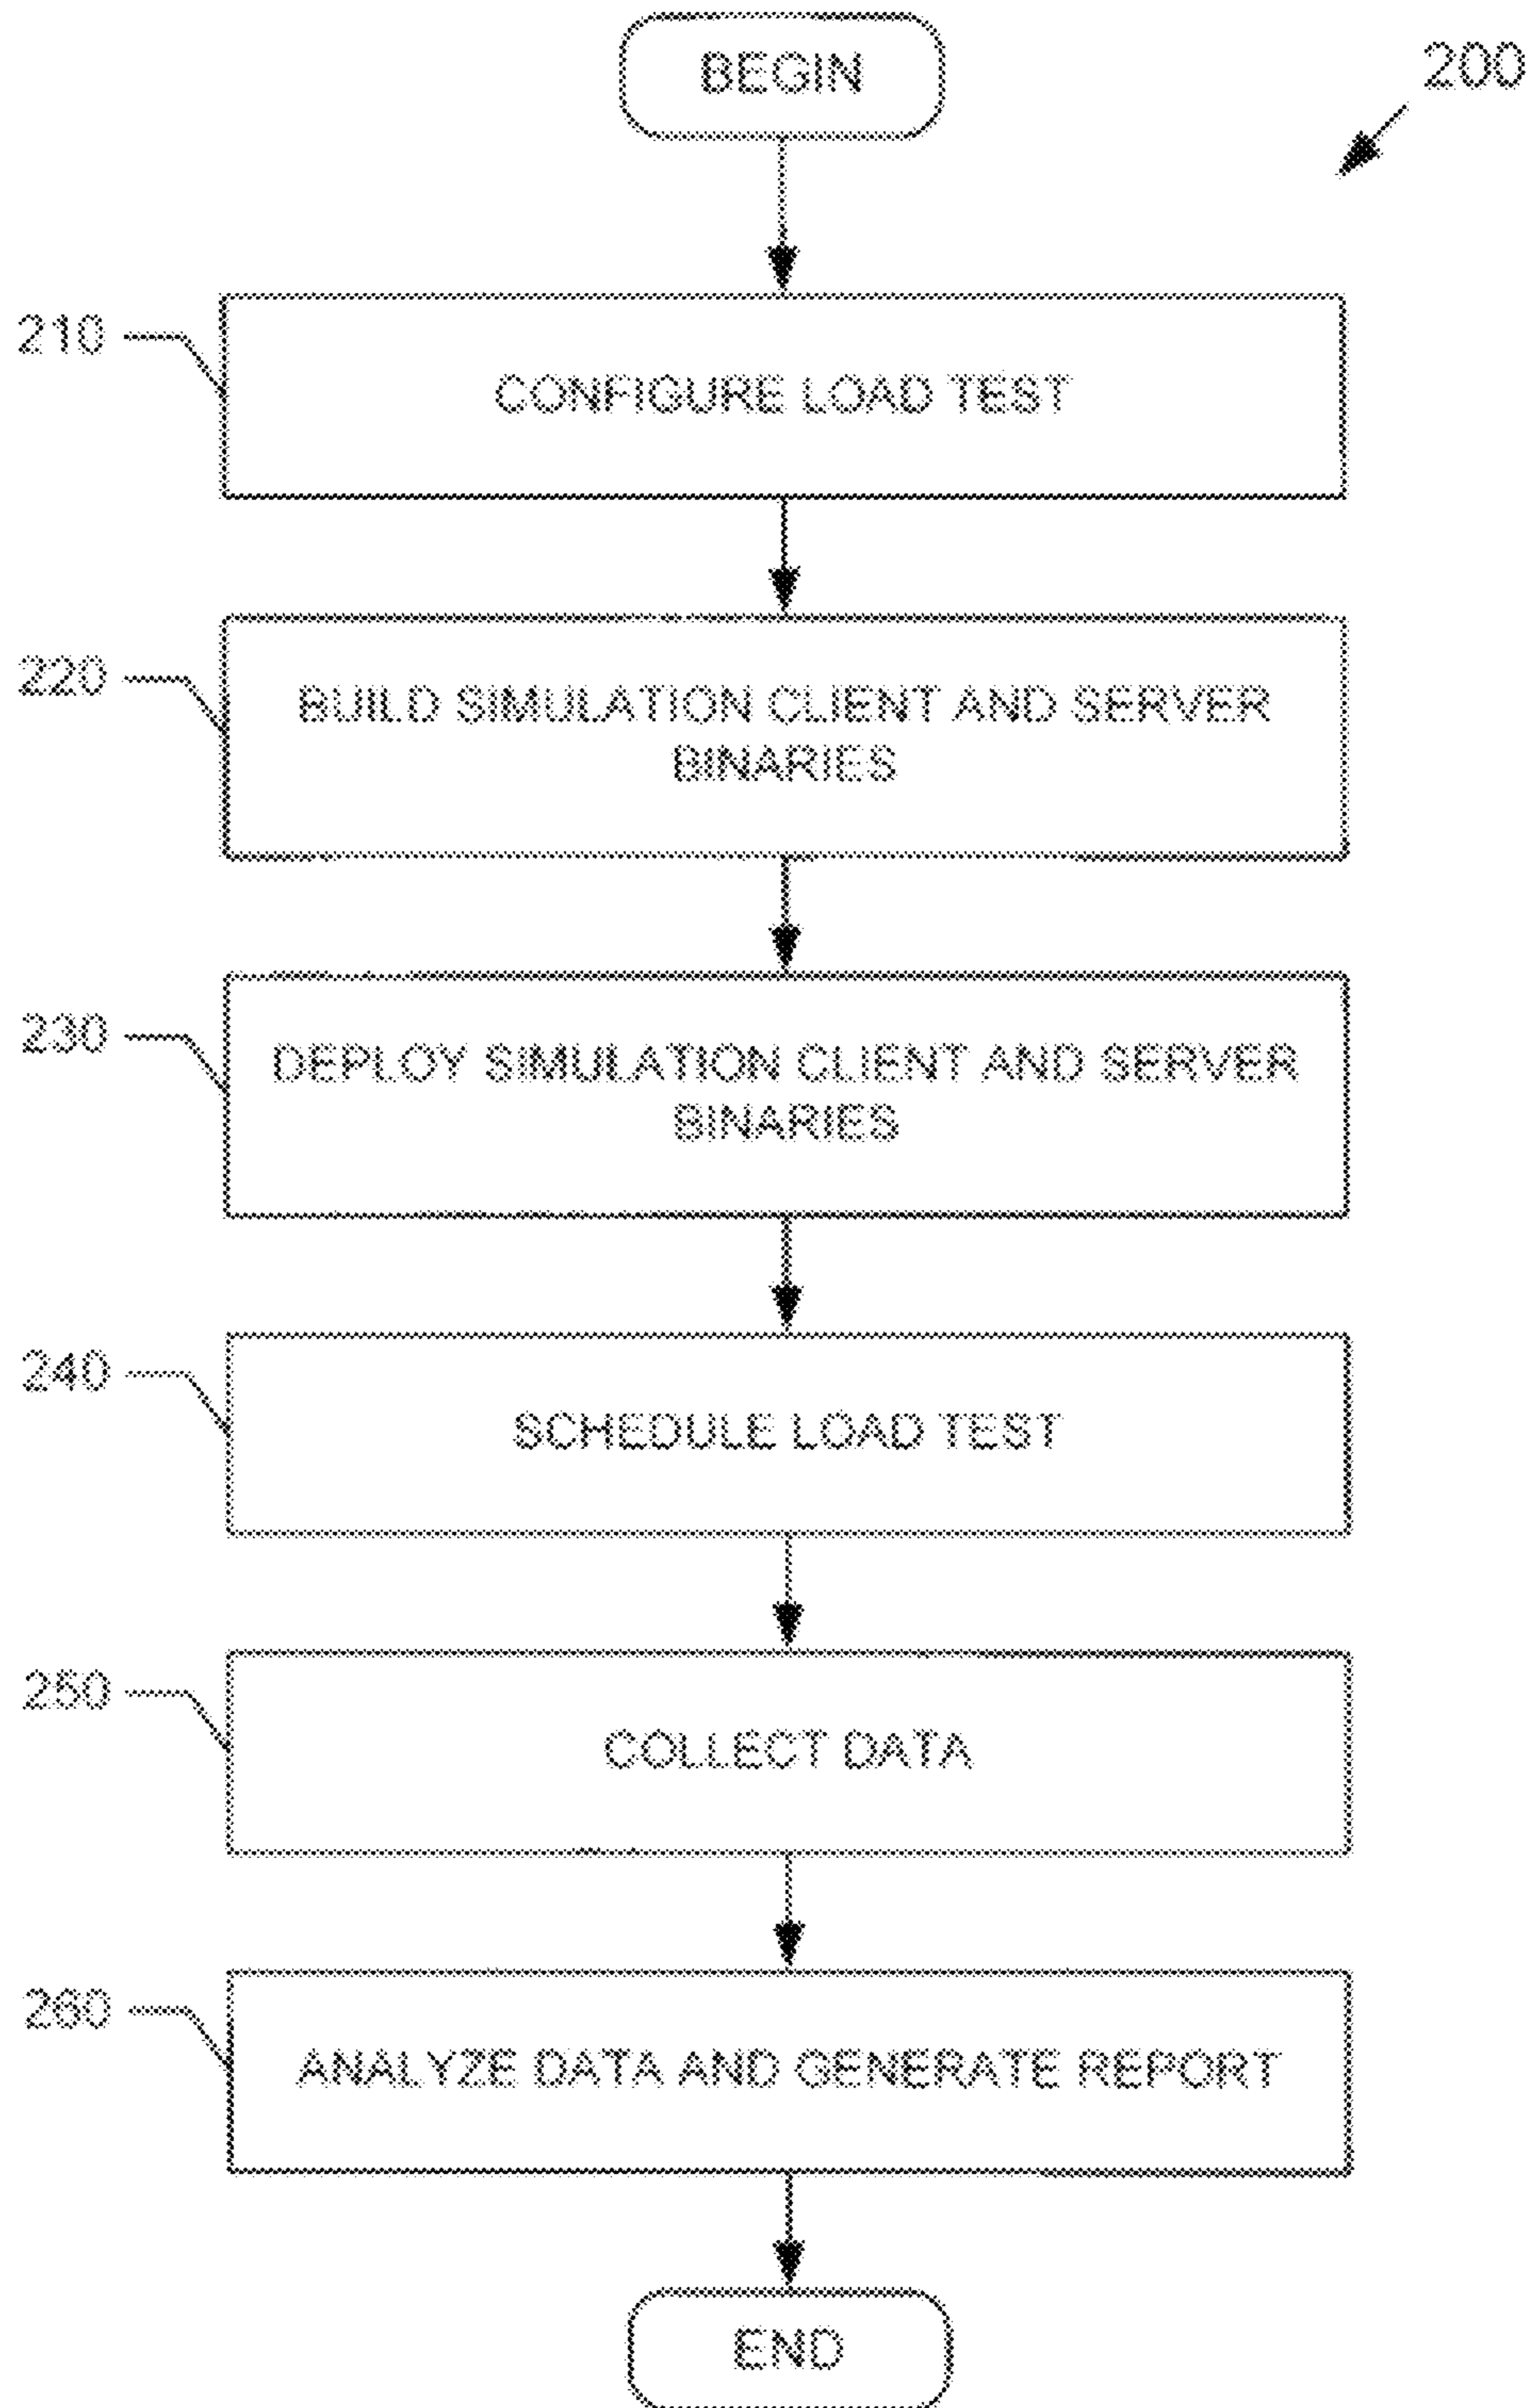 BEGIN
200
210
CONFIGURE LOAD TEST
220
BUILD SIMULATION CLIENT AND SERVER
BINARIES
230
DEPLOY SIMULATION CLIENT AND SERVER
BINARIES
240
SCHEDULE LOAD TEST
250
COLLECT DATA
260
ANALYZE DATA AND GENERATE REPORT
END